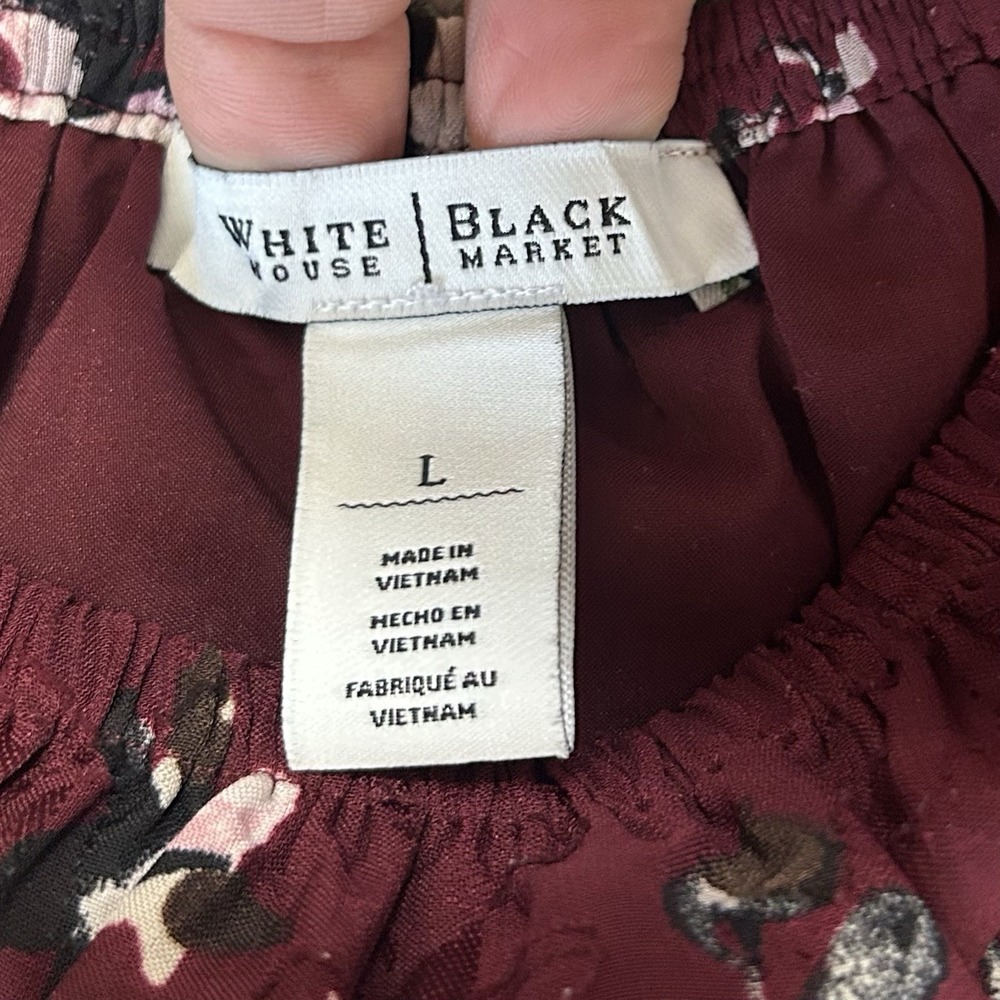 WHITE | BLACK
HOUSE MARKET
L
MADE IN
VIETNAM
HECHO EN
VIETNAM
FABRIQUÉ AU
VIETNAM